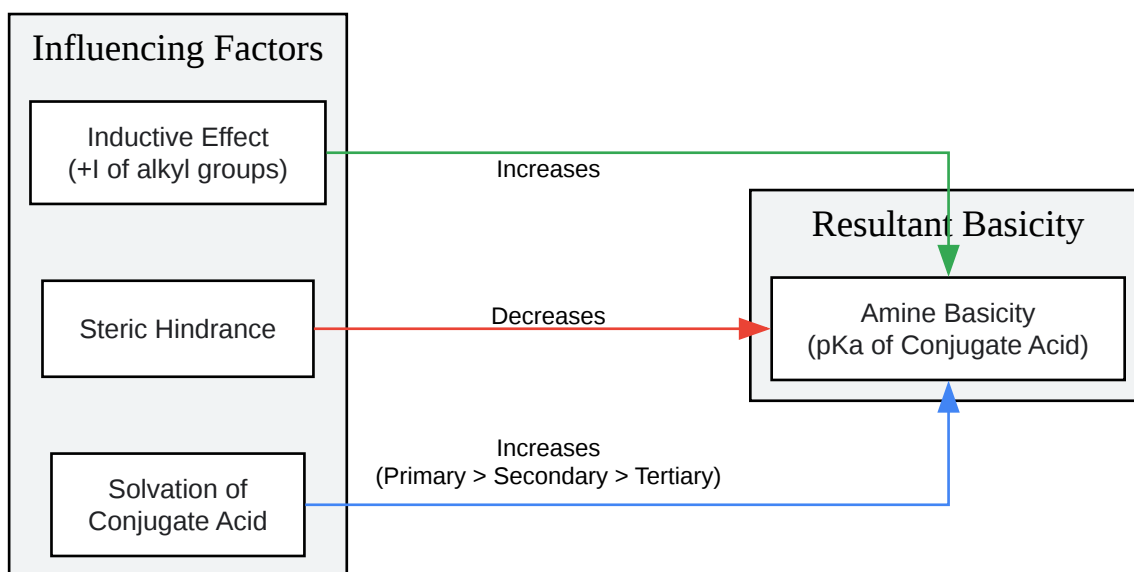 Influencing Factors
Inductive Effect
(+I of alkyl groups)
Increases
Resultant Basicity
Steric Hindrance
Decreases
Amine Basicity
(pKa of Conjugate Acid)
Increases
(Primary > Secondary > Tertiary)
Solvation of
Conjugate Acid